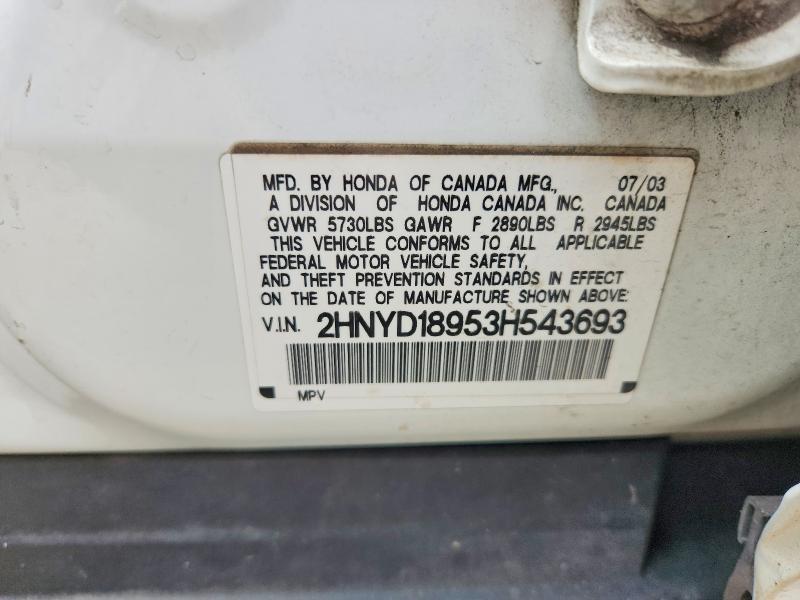 MFD. BY HONDA OF CANADA MFG., 07/03
A DIVISION OF HONDA CANADA INC. CANADA
GVWR 5730LBS GAWR F 2890LBS R 2945LBS
THIS VEHICLE CONFORMS TO ALL APPLICABLE
FEDERAL MOTOR VEHICLE SAFETY,
AND THEFT PREVENTION STANDARDS IN EFFECT
ON THE DATE OF MANUFACTURE SHOWN ABOVE:
V.I.N. 2HNYD18953H543693
MPV